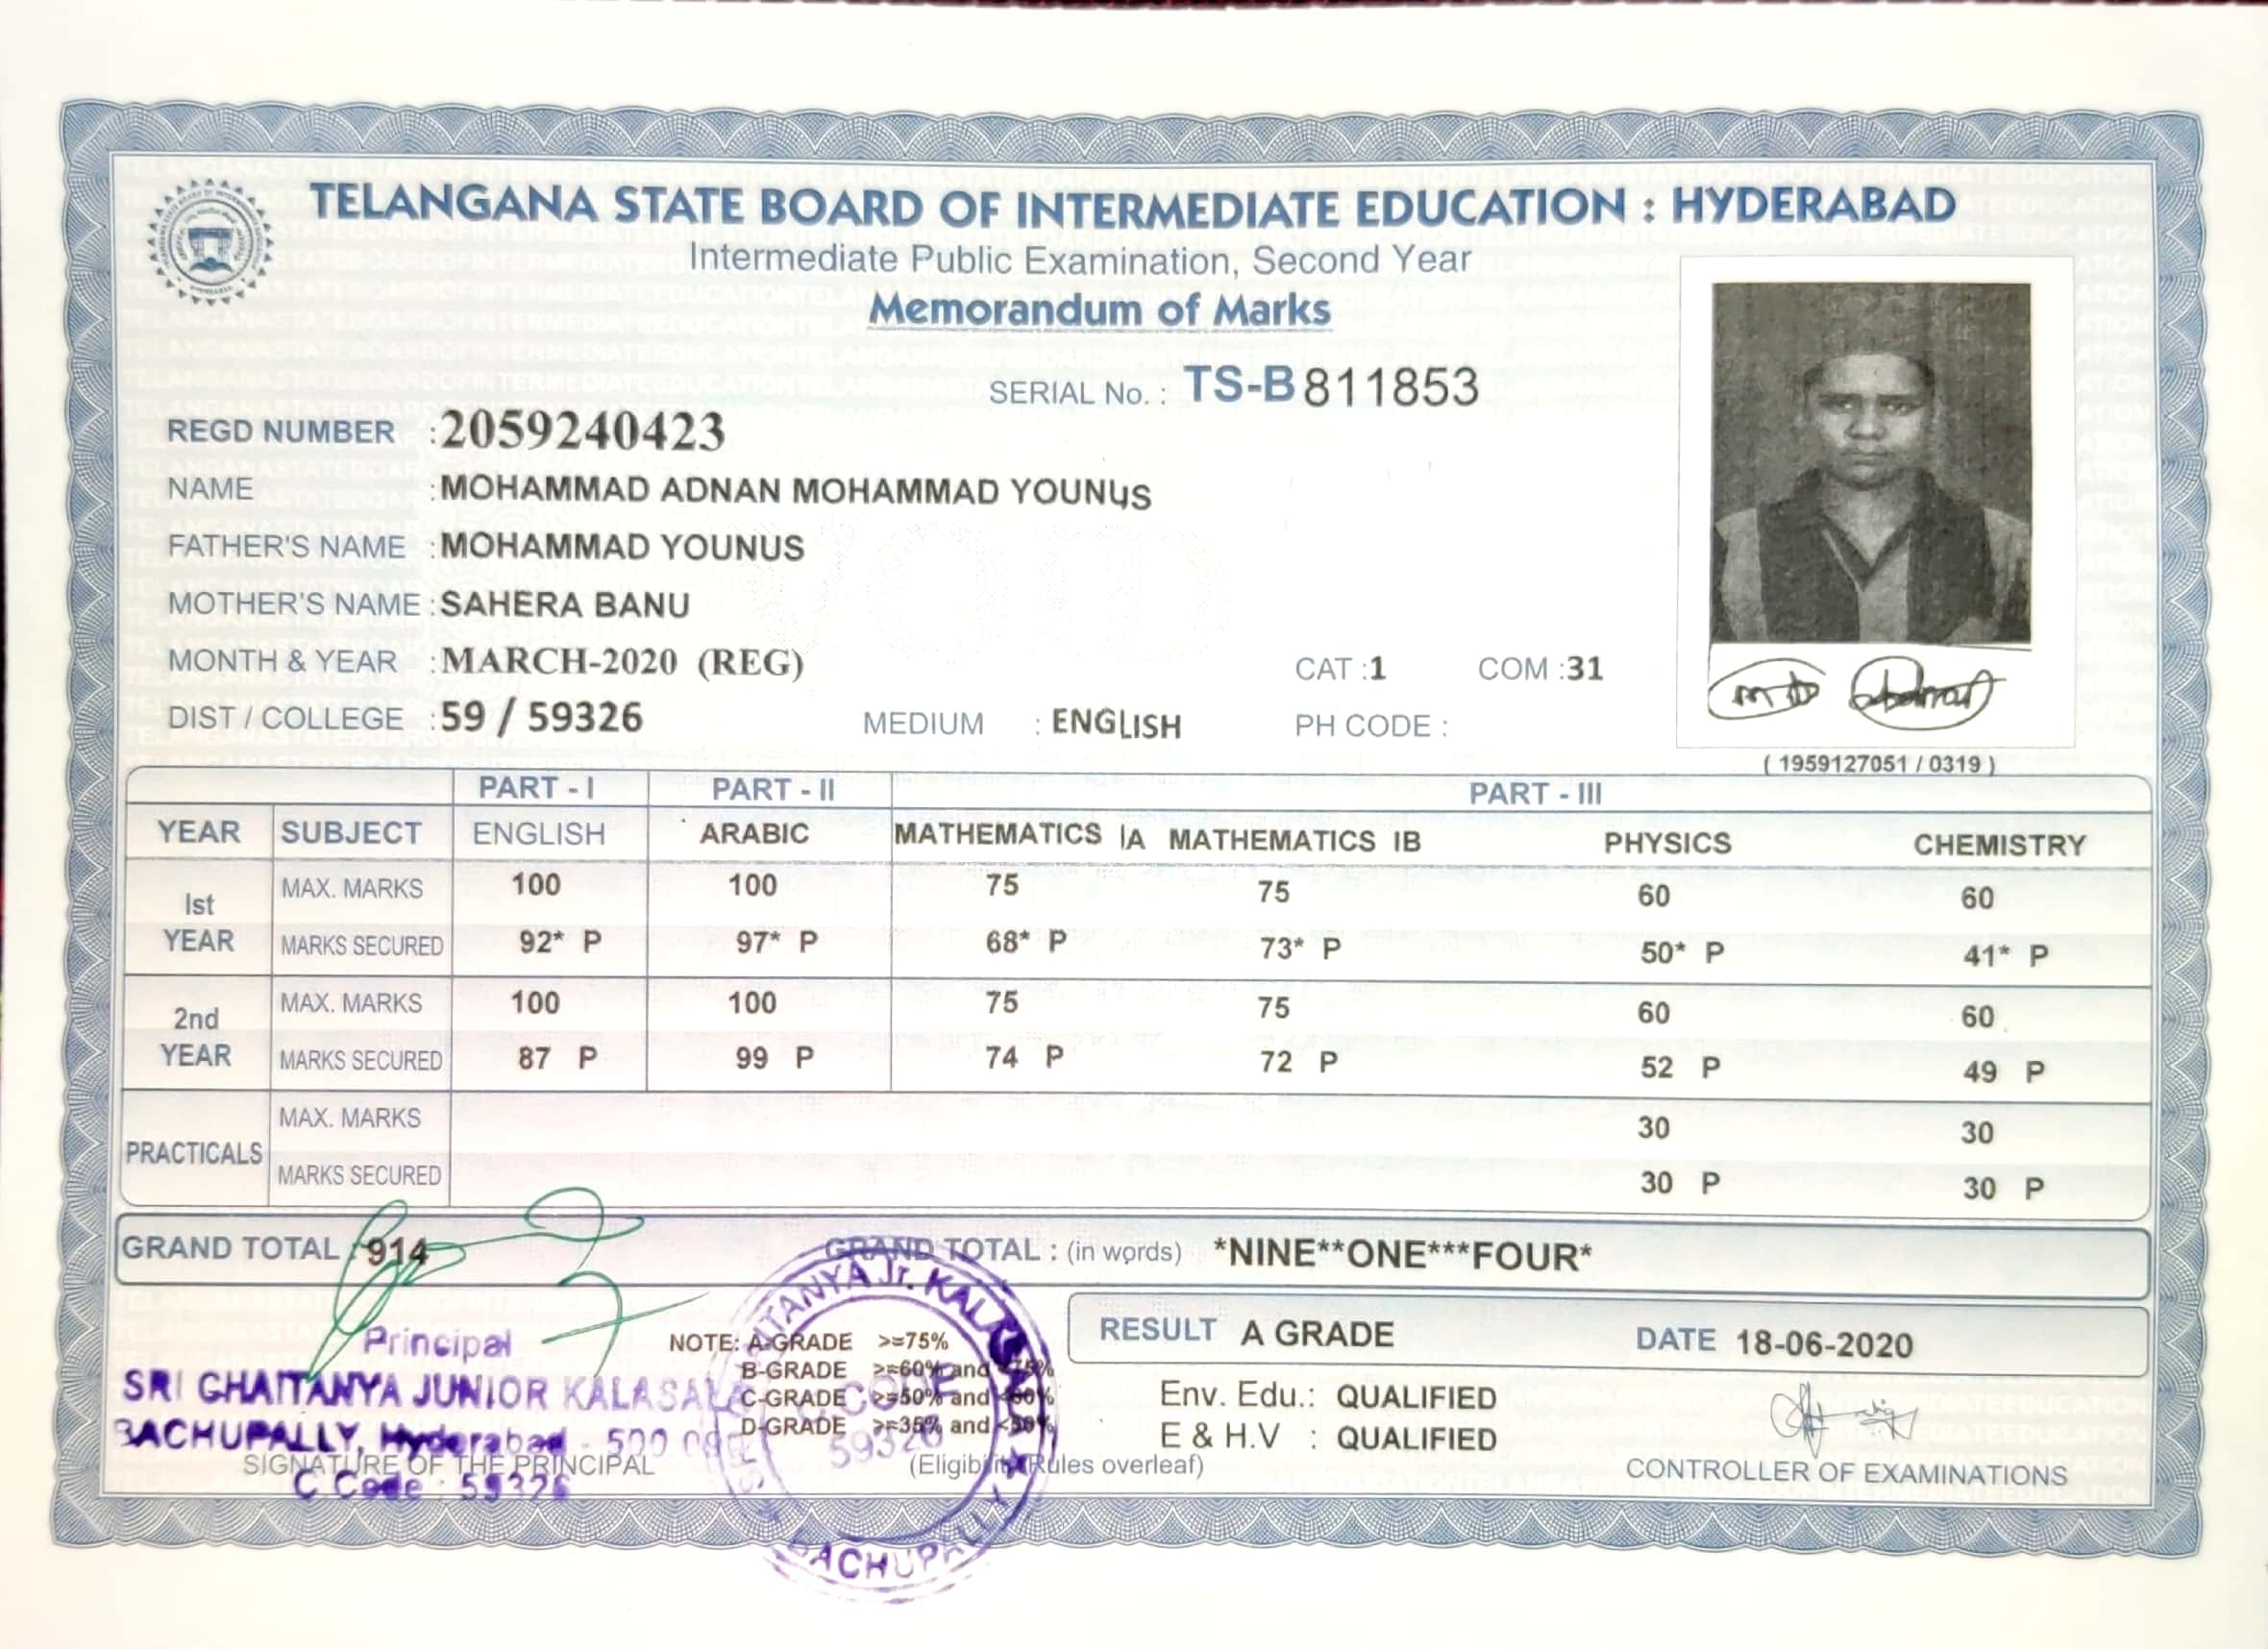 TELANGANA STATE BOARD OF INTERMEDIATE EDUCATION : HYDERABAD
Intermediate Public Examination, Second Year
Memorandum of Marks
SERIAL No. : TS-B 811853
REGD NUMBER :2059240423
NAME :MOHAMMAD ADNAN MOHAMMAD YOUNUS
FATHER'S NAME :MOHAMMAD YOUNUS
MOTHER'S NAME :SAHERA BANU
MONTH & YEAR :MARCH-2020 (REG) CAT :1 COM :31
DIST / COLLEGE :59 / 59326 MEDIUM : ENGLISH PH CODE :
( 1959127051 / 0319 )
PART - I PART - II PART - III
YEAR SUBJECT ENGLISH ARABIC MATHEMATICS IA MATHEMATICS IB PHYSICS CHEMISTRY
Ist YEAR MAX. MARKS 100 100 75 75 60 60
MARKS SECURED 92* P 97* P 68* P 73* P 50* P 41* P
2nd YEAR MAX. MARKS 100 100 75 75 60 60
MARKS SECURED 87 P 99 P 74 P 72 P 52 P 49 P
PRACTICALS MAX. MARKS 30 30
MARKS SECURED 30 P 30 P
GRAND TOTAL 914 GRAND TOTAL : (in words) *NINE**ONE***FOUR*
RESULT A GRADE DATE 18-06-2020
NOTE: A-GRADE >=75%
B-GRADE >=60% and <75%
C-GRADE >=50% and <60%
D-GRADE >=35% and <50%
(Eligibility Rules overleaf)
Env. Edu.: QUALIFIED
E & H.V : QUALIFIED
Principal
SRI CHAITANYA JUNIOR KALASALA
BACHUPALLY, Hyderabad - 500
SIGNATURE OF THE PRINCIPAL
C.Code : 59326
CONTROLLER OF EXAMINATIONS
JR. KALA
CODE
59326
BACHUPALLY